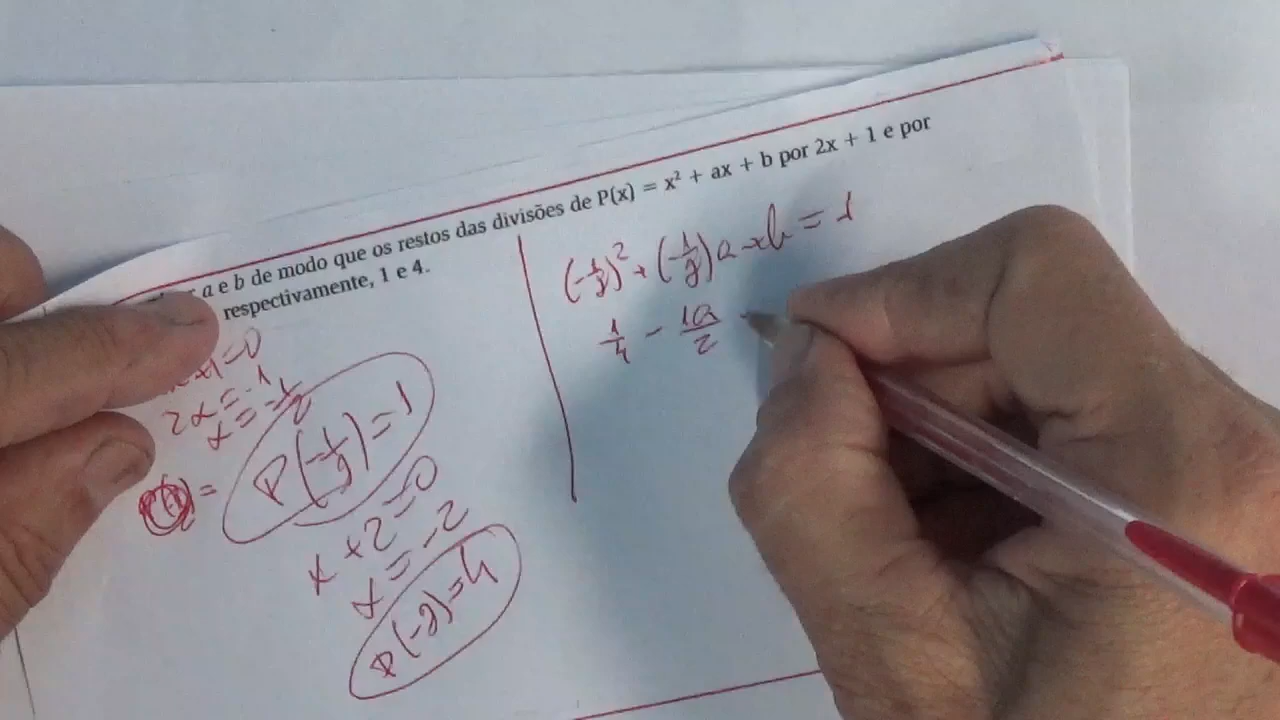 a e b de modo que os restos das divisões de P(x) = x² + ax + b por 2x + 1 e por
respectivamente, 1 e 4.
+1=0
2x=-1
x=-1/2
P(-1/2)=1
=
x+2=0
x=-2
P(-2)=4
(-1/2)²+(-1/2)a+b=1
1/4 - 1a/2